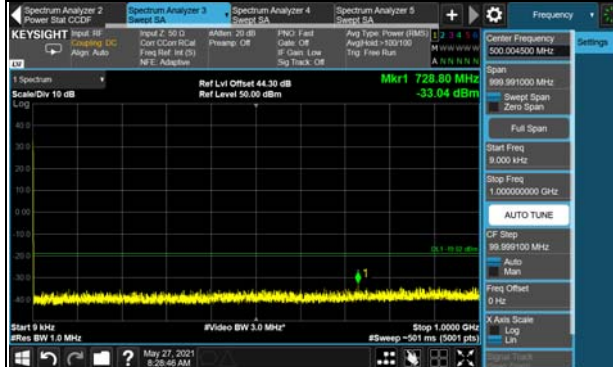 Spectrum Analyzer 2
Power Stat CCDF
Spectrum Analyzer 3
Swept SA
Spectrum Analyzer 4
Swept SA
Spectrum Analyzer 5
Swept SA
Frequency
KEYSIGHT
Input: RF
Coupling: DC
Align: Auto
Input Z: 50 Ω
Corr CCorr RCal
Freq Ref: Int (S)
NFE: Adaptive
#Atten: 20 dB
Preamp: Off
PNO: Fast
Gate: Off
IF Gain: Low
Sig Track: Off
Avg Type: Power (RMS)
Avg|Hold:>100/100
Trig: Free Run
1 2 3 4 5 6
M W W W W W
A N N N N N
1 Spectrum
Scale/Div 10 dB
Log
Ref Lvl Offset 44.30 dB
Ref Level 50.00 dBm
Mkr1 728.80 MHz
-33.04 dBm
40.0
30.0
20.0
10.0
0.00
-10.0
-20.0
-30.0
-40.0
1
Start 9 kHz
#Res BW 1.0 MHz
#Video BW 3.0 MHz*
Stop 1.0000 GHz
#Sweep ~501 ms (5001 pts)
May 27, 2021
8:28:46 AM
Center Frequency
500.004500 MHz
Settings
Span
999.991000 MHz
Swept Span
Zero Span
Full Span
Start Freq
9.000 kHz
Stop Freq
1.000000000 GHz
AUTO TUNE
CF Step
99.999100 MHz
Auto
Man
Freq Offset
0 Hz
X Axis Scale
Log
Lin
Signal Track